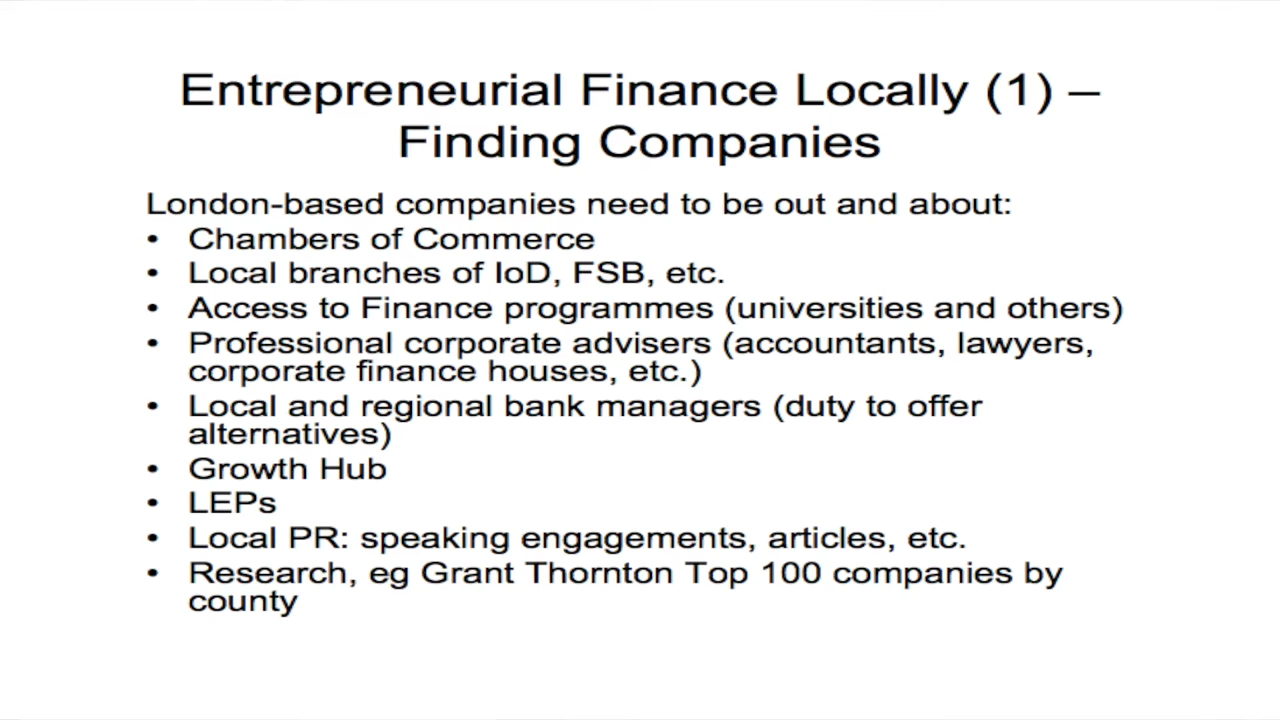 Entrepreneurial Finance Locally (1) –
Finding Companies
London-based companies need to be out and about:
• Chambers of Commerce
• Local branches of IoD, FSB, etc.
• Access to Finance programmes (universities and others)
• Professional corporate advisers (accountants, lawyers,
corporate finance houses, etc.)
• Local and regional bank managers (duty to offer
alternatives)
• Growth Hub
• LEPs
• Local PR: speaking engagements, articles, etc.
• Research, eg Grant Thornton Top 100 companies by
county